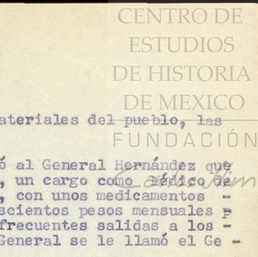 CENTRO DE
ESTUDIOS
DE HISTORIA
DE MEXICO
ateriales del pueblo, las
FUNDACIÓN
ó al General Hernández que
, un cargo como médico de
, con unos medicamentos -
scientos pesos mensuales p
frecuentes salidas a los -
General se le llamó el Ge -